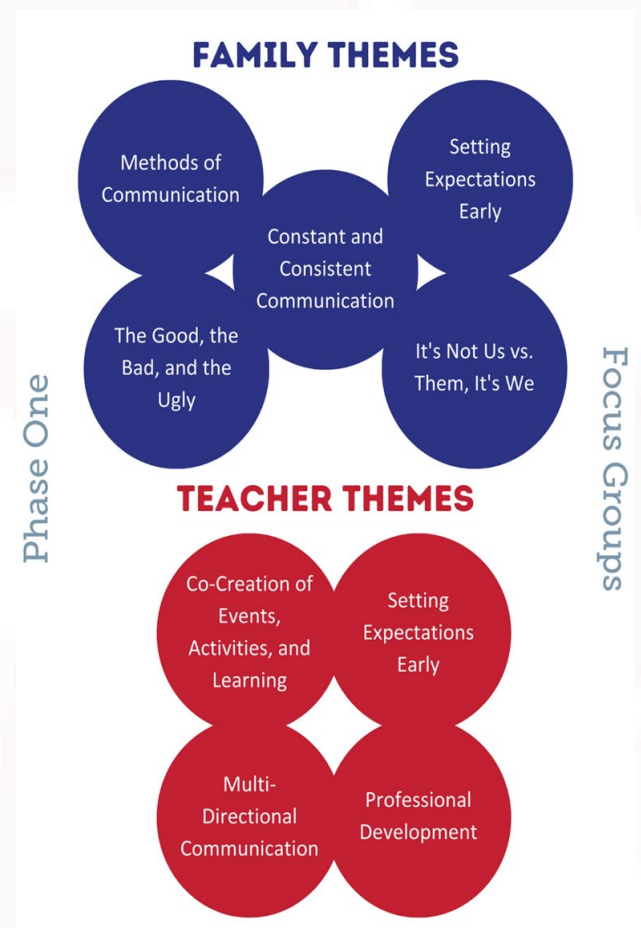 FAMILY THEMES
Methods of
Communication
Setting
Expectations
Early
Constant and
Consistent
Communication
The Good, the
Bad, and the
Ugly
It's Not Us vs.
Them, It's We
Phase One
Focus Groups
TEACHER THEMES
Co-Creation of
Events,
Activities, and
Learning
Setting
Expectations
Early
Multi-
Directional
Communication
Professional
Development